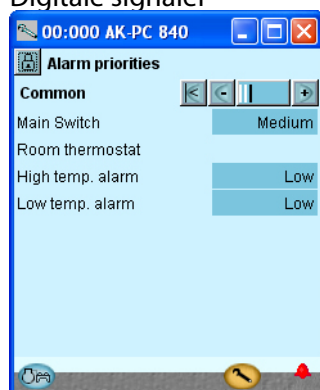 Digitale signaler
00:000 AK-PC 840
Alarm priorities
Common
Main Switch Medium
Room thermostat
High temp. alarm Low
Low temp. alarm Low